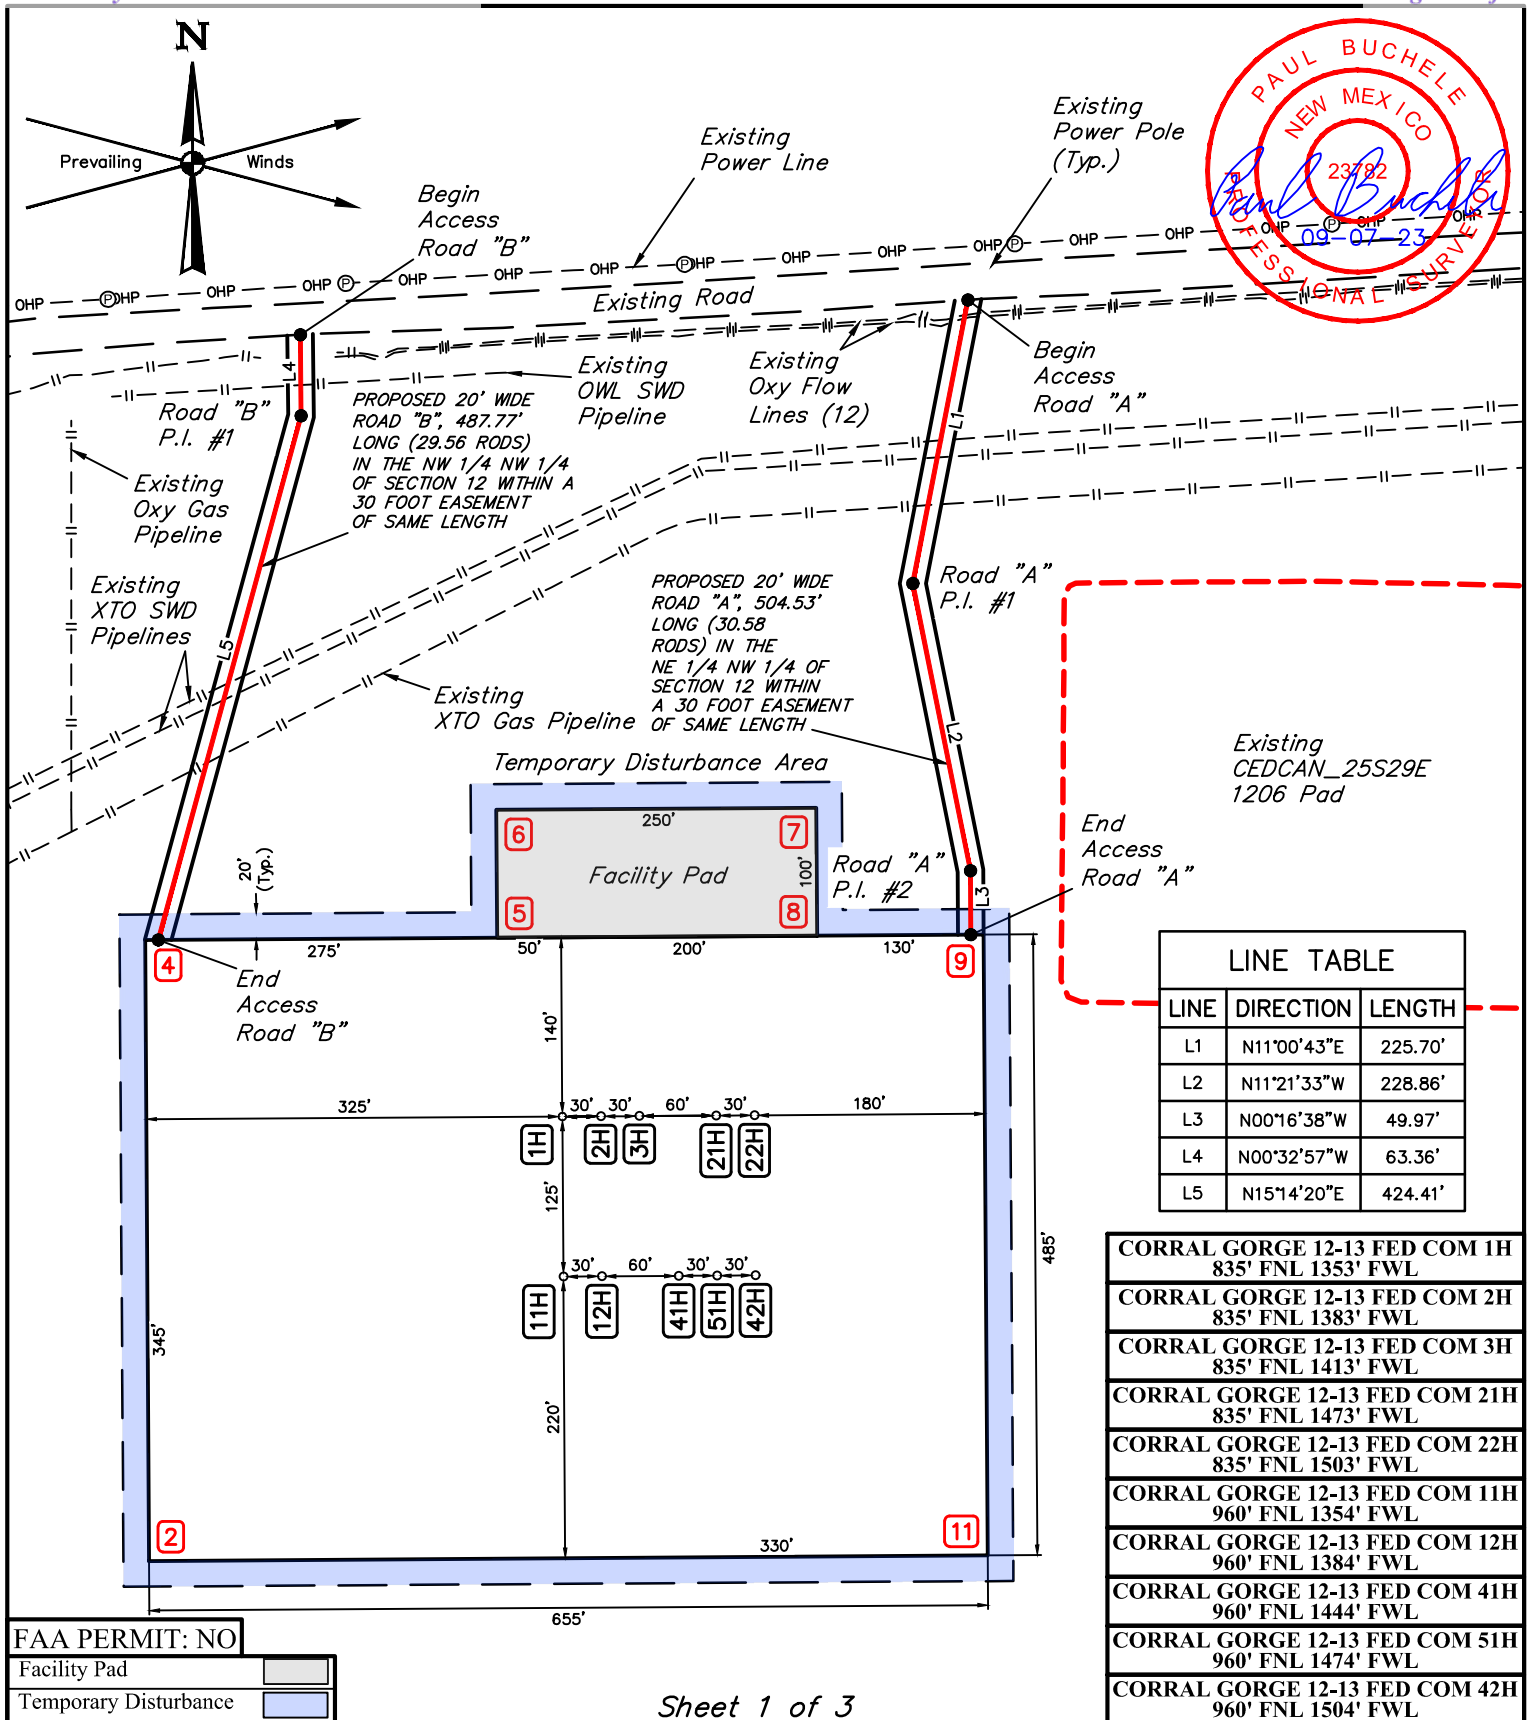 N
Prevailing
Winds
PAUL BUCHELE
NEW MEXICO
23782
PROFESSIONAL SURVEYOR
Paul Buchele
09-07-23
Existing
Power Line
Existing
Power Pole
(Typ.)
Begin
Access
Road "B"
OHP
P
OHP
OHP
OHP
P
OHP
OHP
OHP
P
OHP
OHP
OHP
OHP
P
OHP
OHP
OHP
P
OHP
OHP
Existing Road
L4
Road "B"
P.I. #1
PROPOSED 20' WIDE
ROAD "B", 487.77'
LONG (29.56 RODS)
IN THE NW 1/4 NW 1/4
OF SECTION 12 WITHIN A
30 FOOT EASEMENT
OF SAME LENGTH
Existing
OWL SWD
Pipeline
Existing
Oxy Flow
Lines (12)
L1
Begin
Access
Road "A"
Existing
Oxy Gas
Pipeline
Existing
XTO SWD
Pipelines
L5
PROPOSED 20' WIDE
ROAD "A", 504.53'
LONG (30.58
RODS) IN THE
NE 1/4 NW 1/4 OF
SECTION 12 WITHIN
A 30 FOOT EASEMENT
OF SAME LENGTH
Road "A"
P.I. #1
Existing
XTO Gas Pipeline
L2
Existing
CEDCAN_25S29E
1206 Pad
Temporary Disturbance Area
6
250'
7
Facility Pad
100'
5
8
20'
(Typ.)
Road "A"
P.I. #2
L3
End
Access
Road "A"
275'
50'
200'
130'
4
9
End
Access
Road "B"
140'
325'
30'
30'
60'
30'
180'
1H
2H
3H
21H
22H
125'
30'
60'
30'
30'
11H
12H
41H
51H
42H
345'
220'
485'
2
330'
11
655'
LINE TABLE
LINE DIRECTION LENGTH
L1 N11°00'43"E 225.70'
L2 N11°21'33"W 228.86'
L3 N00°16'38"W 49.97'
L4 N00°32'57"W 63.36'
L5 N15°14'20"E 424.41'
CORRAL GORGE 12-13 FED COM 1H
835' FNL 1353' FWL
CORRAL GORGE 12-13 FED COM 2H
835' FNL 1383' FWL
CORRAL GORGE 12-13 FED COM 3H
835' FNL 1413' FWL
CORRAL GORGE 12-13 FED COM 21H
835' FNL 1473' FWL
CORRAL GORGE 12-13 FED COM 22H
835' FNL 1503' FWL
CORRAL GORGE 12-13 FED COM 11H
960' FNL 1354' FWL
CORRAL GORGE 12-13 FED COM 12H
960' FNL 1384' FWL
CORRAL GORGE 12-13 FED COM 41H
960' FNL 1444' FWL
CORRAL GORGE 12-13 FED COM 51H
960' FNL 1474' FWL
CORRAL GORGE 12-13 FED COM 42H
960' FNL 1504' FWL
FAA PERMIT: NO
Facility Pad
Temporary Disturbance
Sheet 1 of 3